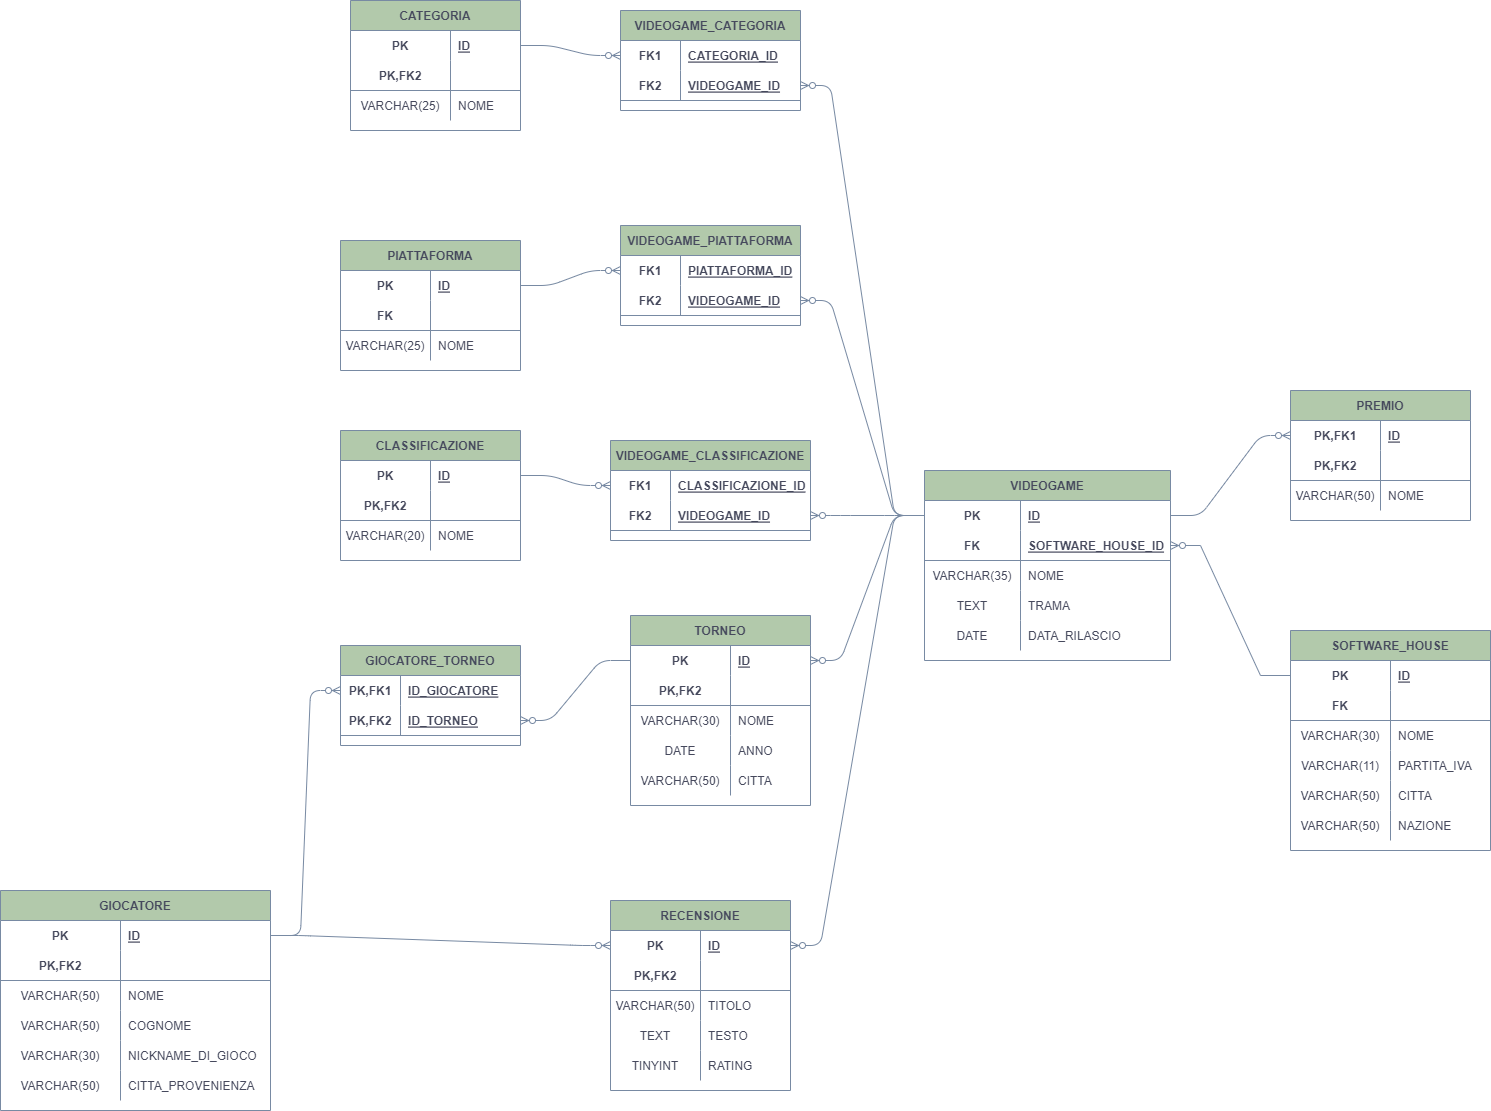 CATEGORIA
PK ID
PK,FK2
VARCHAR(25) NOME
VIDEOGAME_CATEGORIA
FK1 CATEGORIA_ID
FK2 VIDEOGAME_ID
PIATTAFORMA
PK ID
FK
VARCHAR(25) NOME
VIDEOGAME_PIATTAFORMA
FK1 PIATTAFORMA_ID
FK2 VIDEOGAME_ID
CLASSIFICAZIONE
PK ID
PK,FK2
VARCHAR(20) NOME
VIDEOGAME_CLASSIFICAZIONE
FK1 CLASSIFICAZIONE_ID
FK2 VIDEOGAME_ID
VIDEOGAME
PK ID
FK SOFTWARE_HOUSE_ID
VARCHAR(35) NOME
TEXT TRAMA
DATE DATA_RILASCIO
PREMIO
PK,FK1 ID
PK,FK2
VARCHAR(50) NOME
SOFTWARE_HOUSE
PK ID
FK
VARCHAR(30) NOME
VARCHAR(11) PARTITA_IVA
VARCHAR(50) CITTA
VARCHAR(50) NAZIONE
GIOCATORE_TORNEO
PK,FK1 ID_GIOCATORE
PK,FK2 ID_TORNEO
TORNEO
PK ID
PK,FK2
VARCHAR(30) NOME
DATE ANNO
VARCHAR(50) CITTA
GIOCATORE
PK ID
PK,FK2
VARCHAR(50) NOME
VARCHAR(50) COGNOME
VARCHAR(30) NICKNAME_DI_GIOCO
VARCHAR(50) CITTA_PROVENIENZA
RECENSIONE
PK ID
PK,FK2
VARCHAR(50) TITOLO
TEXT TESTO
TINYINT RATING